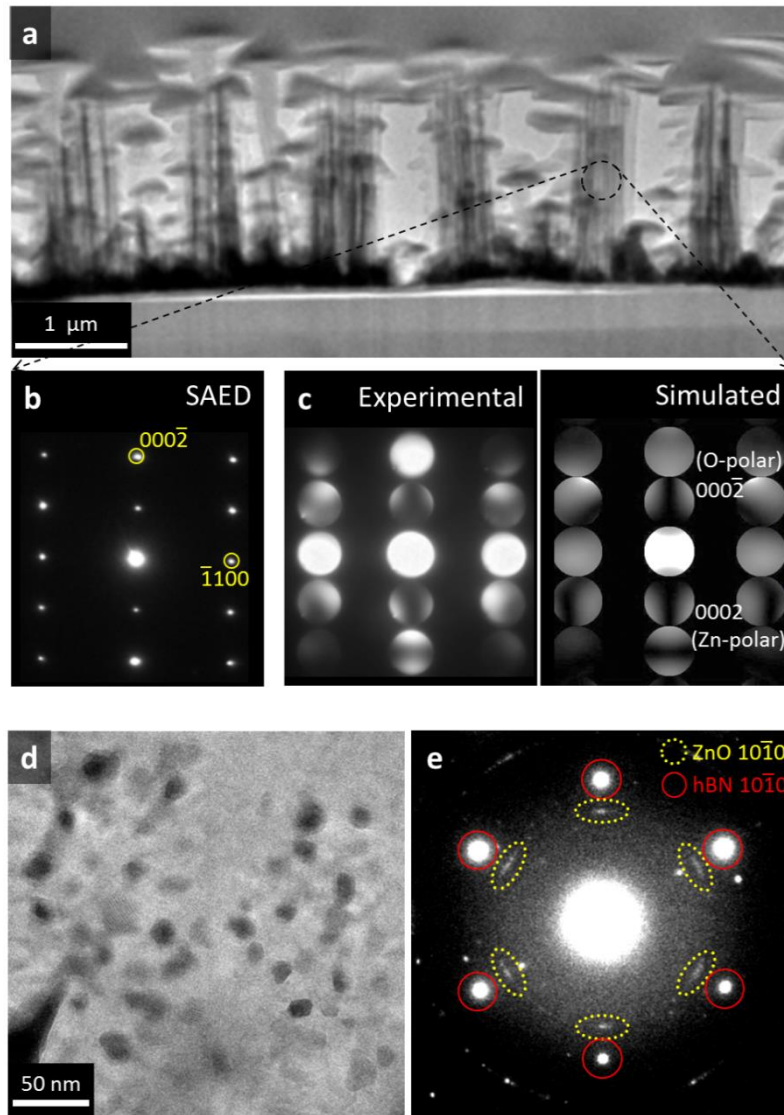 a
1 μm
b SAED
0002̅
1̅100
c Experimental
Simulated
(O-polar)
0002̅
0002
(Zn-polar)
d
50 nm
e
ZnO 101̅0
hBN 101̅0